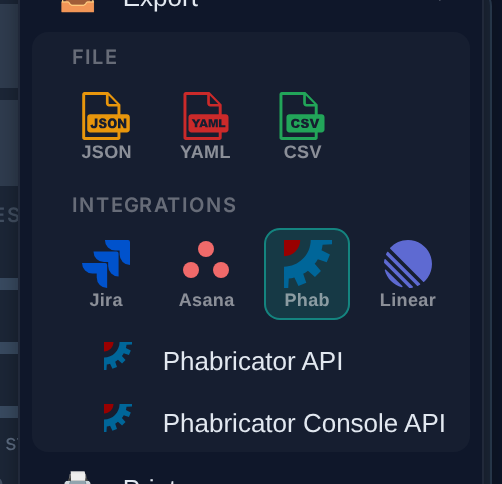 Export
FILE
JSON YAML CSV
JSON YAML CSV
INTEGRATIONS
Jira Asana Phab Linear
Phabricator API
Phabricator Console API